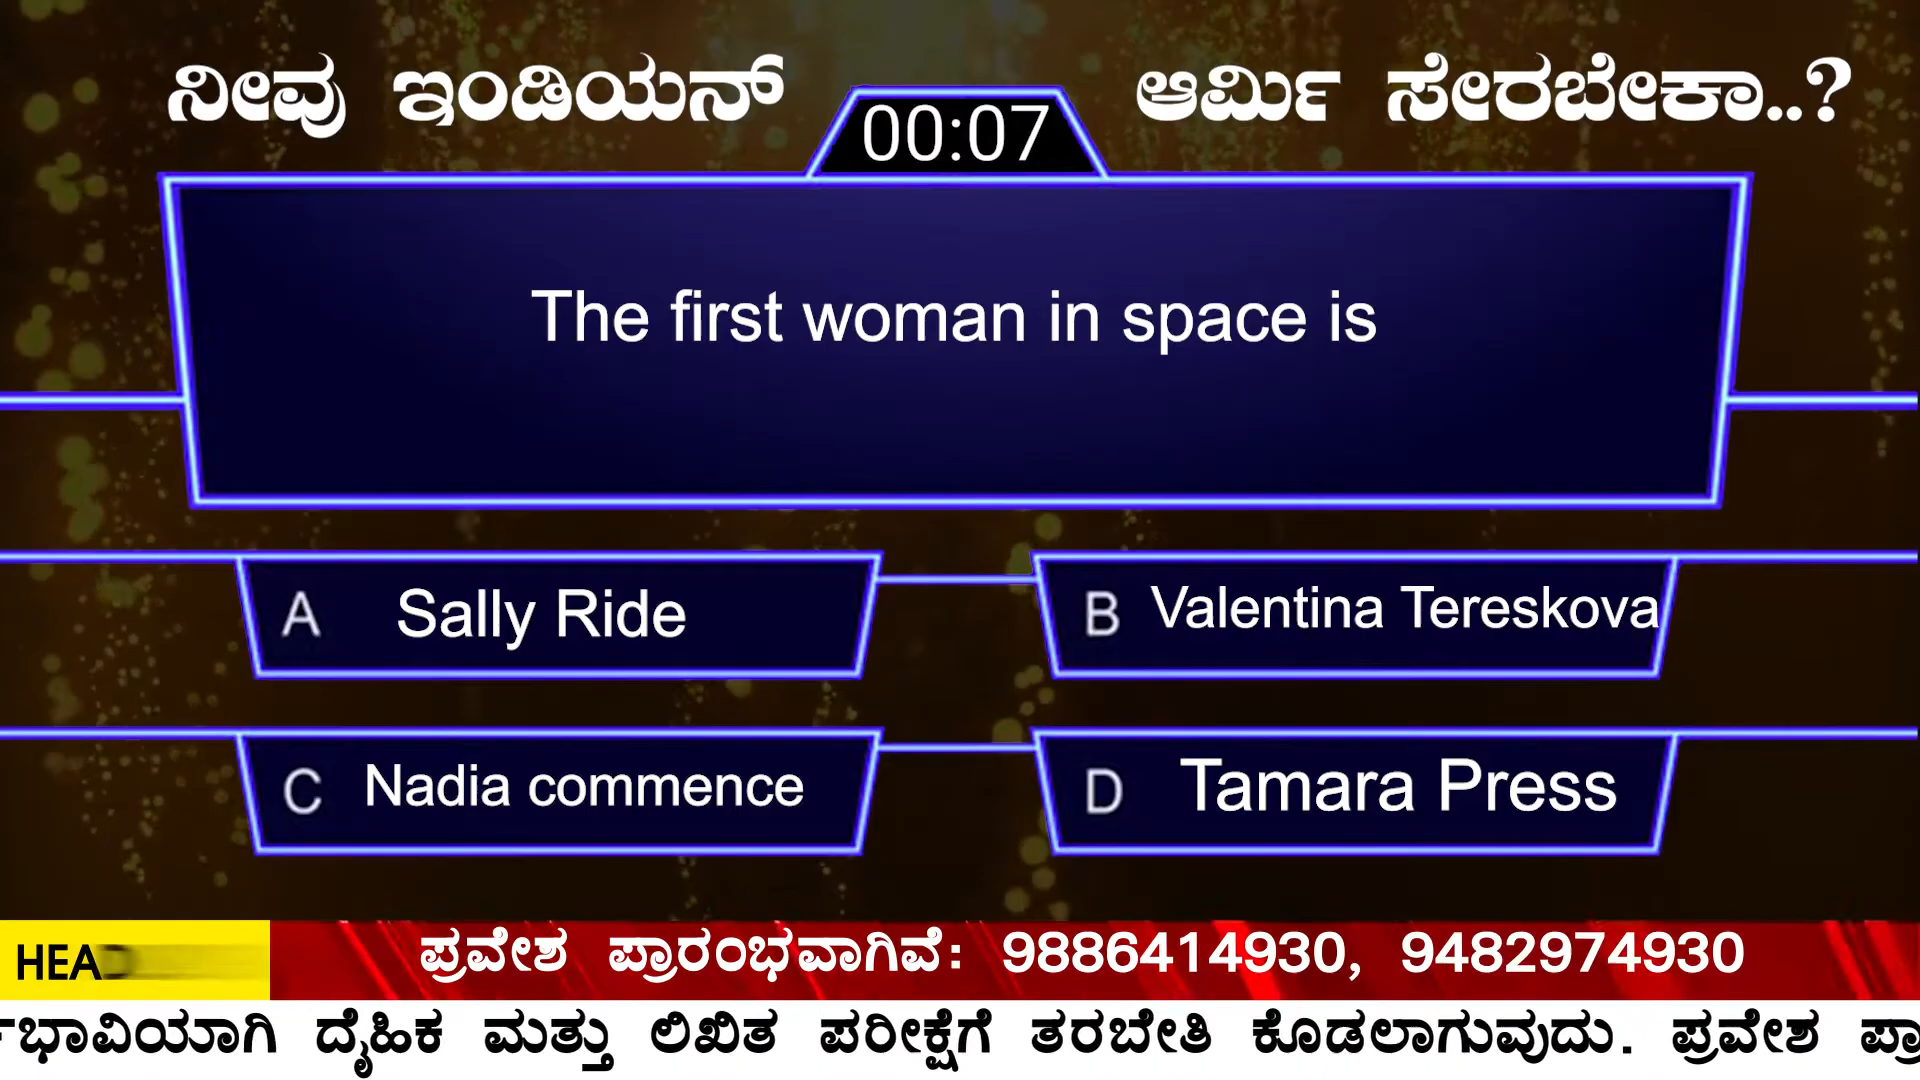 ನೀವು ಇಂಡಿಯನ್ ಆರ್ಮಿ ಸೇರಬೇಕಾ..?
00:07
The first woman in space is
A Sally Ride
B Valentina Tereskova
C Nadia commence
D Tamara Press
HEA
ಪ್ರವೇಶ ಪ್ರಾರಂಭವಾಗಿವೆ: 9886414930, 9482974930
ದೈಹಿಕ ಮತ್ತು ಲಿಖಿತ ಪರೀಕ್ಷೆಗೆ ತರಬೇತಿ ಕೊಡಲಾಗುವುದು. ಪ್ರವೇಶ ಪ್ರಾ